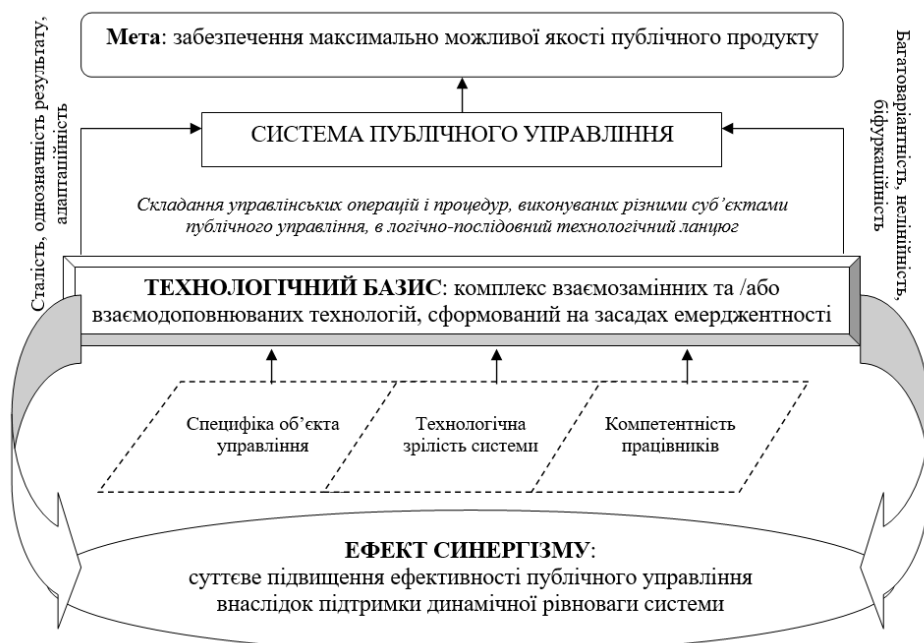 Мета: забезпечення максимально можливої якості публічного продукту
Сталість, однозначність результату,
адаптаційність
Багатоваріантність, нелінійність,
біфуркаційність
СИСТЕМА ПУБЛІЧНОГО УПРАВЛІННЯ
Складання управлінських операцій і процедур, виконуваних різними суб’єктами
публічного управління, в логічно-послідовний технологічний ланцюг
ТЕХНОЛОГІЧНИЙ БАЗИС: комплекс взаємозамінних та /або
взаємодоповнюваних технологій, сформований на засадах емерджентності
Специфіка об’єкта
управління
Технологічна
зрілість системи
Компетентність
працівників
ЕФЕКТ СИНЕРГІЗМУ:
суттєве підвищення ефективності публічного управління
внаслідок підтримки динамічної рівноваги системи